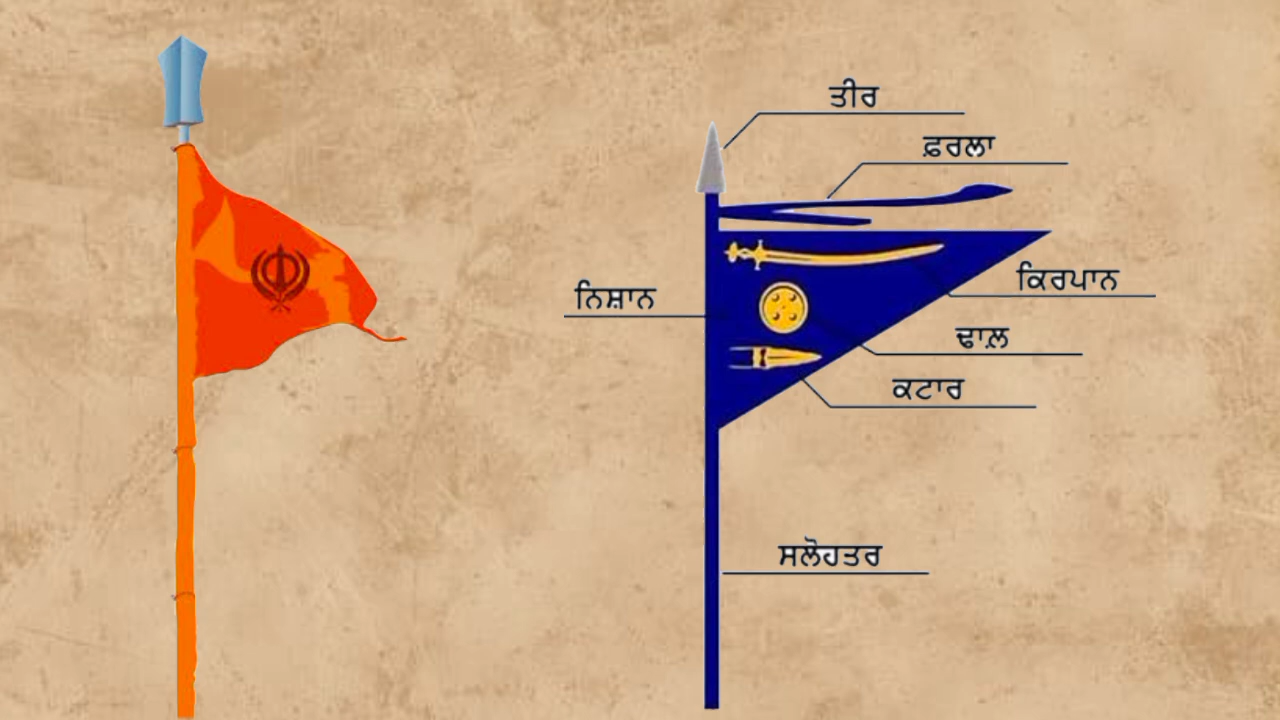 ਤੀਰ
ਫ਼ਰਲਾ
ਨਿਸ਼ਾਨ
ਕਿਰਪਾਨ
ਢਾਲ਼
ਕਟਾਰ
ਸਲੋਹਤਰ